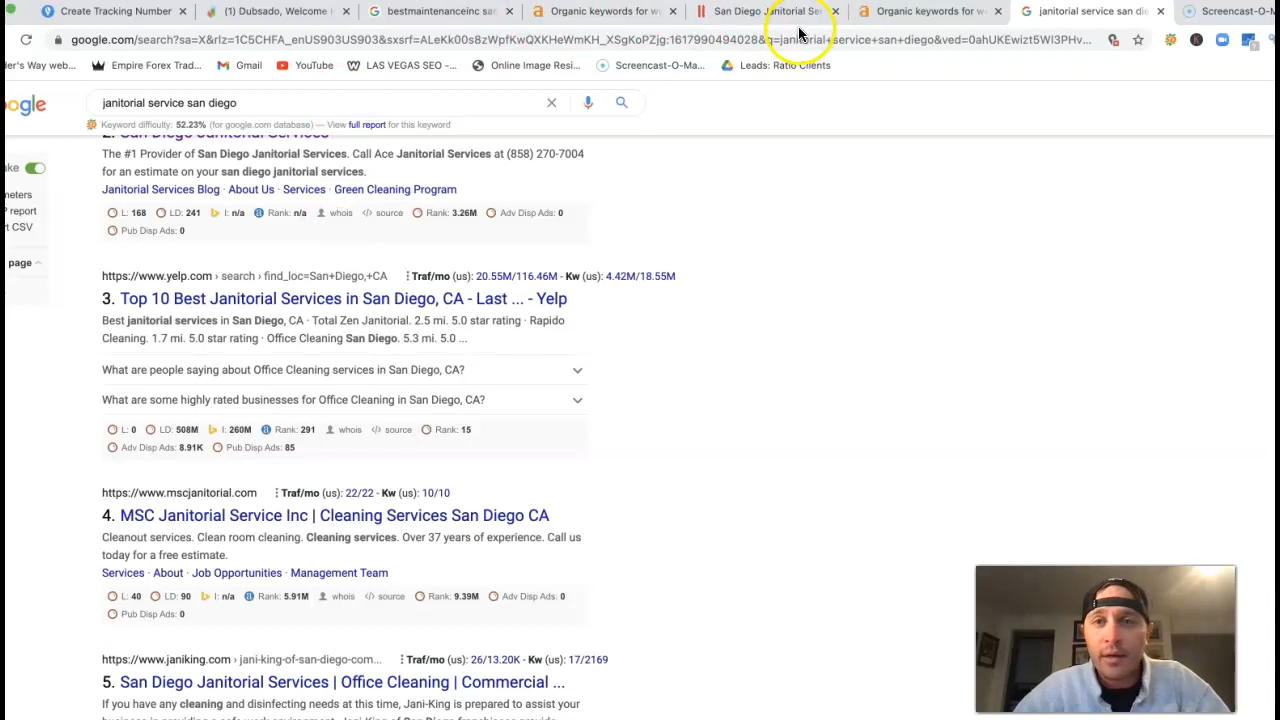 Create Tracking Number
(1) Dubsado, Welcome
bestmaintenanceinc
Organic keywords for w
San Diego Janitorial Se
Organic keywords for w
janitorial service san die
Screencast-O-Ma
google.com/search?sa=X&rlz=1C5CHFA_enUS903US903&sxsrf=ALeKk00s8zWpfKwQXKHeWmKH_XSgKoPZjg:1617990494028&q=janitorial+service+san+diego&ved=0ahUKEwizt5Wl3PHv...
der's Way web...
Empire Forex Trad...
Gmail
YouTube
LAS VEGAS SEO -...
Online Image Resi...
Screencast-O-Ma...
Leads: Ratio Clients
ogle
janitorial service san diego
Keyword difficulty: 52.23% (for google.com database) — View full report for this keyword
2. San Diego Janitorial Services
The #1 Provider of San Diego Janitorial Services. Call Ace Janitorial Services at (858) 270-7004
for an estimate on your san diego janitorial services.
Janitorial Services Blog · About Us · Services · Green Cleaning Program
L: 168 LD: 241 I: n/a Rank: n/a whois source Rank: 3.26M Adv Disp Ads: 0
Pub Disp Ads: 0
ake
meters
P report
rt CSV
page
https://www.yelp.com › search › find_loc=San+Diego,+CA Traf/mo (us): 20.55M/116.46M - Kw (us): 4.42M/18.55M
3. Top 10 Best Janitorial Services in San Diego, CA - Last ... - Yelp
Best janitorial services in San Diego, CA · Total Zen Janitorial. 2.5 mi. 5.0 star rating · Rapido
Cleaning. 1.7 mi. 5.0 star rating · Office Cleaning San Diego. 5.3 mi. 5.0 ...
What are people saying about Office Cleaning services in San Diego, CA?
What are some highly rated businesses for Office Cleaning in San Diego, CA?
L: 0 LD: 508M I: 260M Rank: 291 whois source Rank: 15
Adv Disp Ads: 8.91K Pub Disp Ads: 85
https://www.mscjanitorial.com Traf/mo (us): 22/22 - Kw (us): 10/10
4. MSC Janitorial Service Inc | Cleaning Services San Diego CA
Cleanout services. Clean room cleaning. Cleaning services. Over 37 years of experience. Call us
today for a free estimate.
Services · About · Job Opportunities · Management Team
L: 40 LD: 90 I: n/a Rank: 5.91M whois source Rank: 9.39M Adv Disp Ads: 0
Pub Disp Ads: 0
https://www.janiking.com › jani-king-of-san-diego-com... Traf/mo (us): 26/13.20K - Kw (us): 17/2169
5. San Diego Janitorial Services | Office Cleaning | Commercial ...
If you have any cleaning and disinfecting needs at this time, Jani-King is prepared to assist your